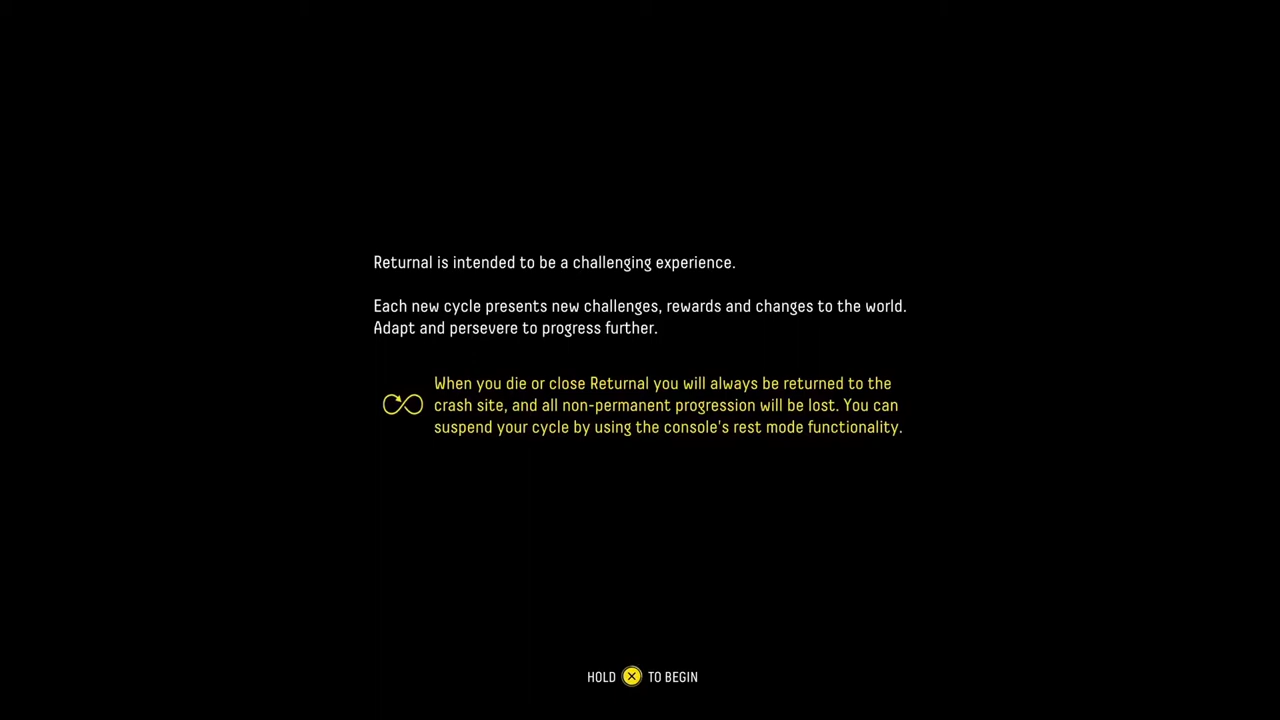 Returnal is intended to be a challenging experience.
Each new cycle presents new challenges, rewards and changes to the world.
Adapt and persevere to progress further.
When you die or close Returnal you will always be returned to the
crash site, and all non-permanent progression will be lost. You can
suspend your cycle by using the console's rest mode functionality.
HOLD ✕ TO BEGIN